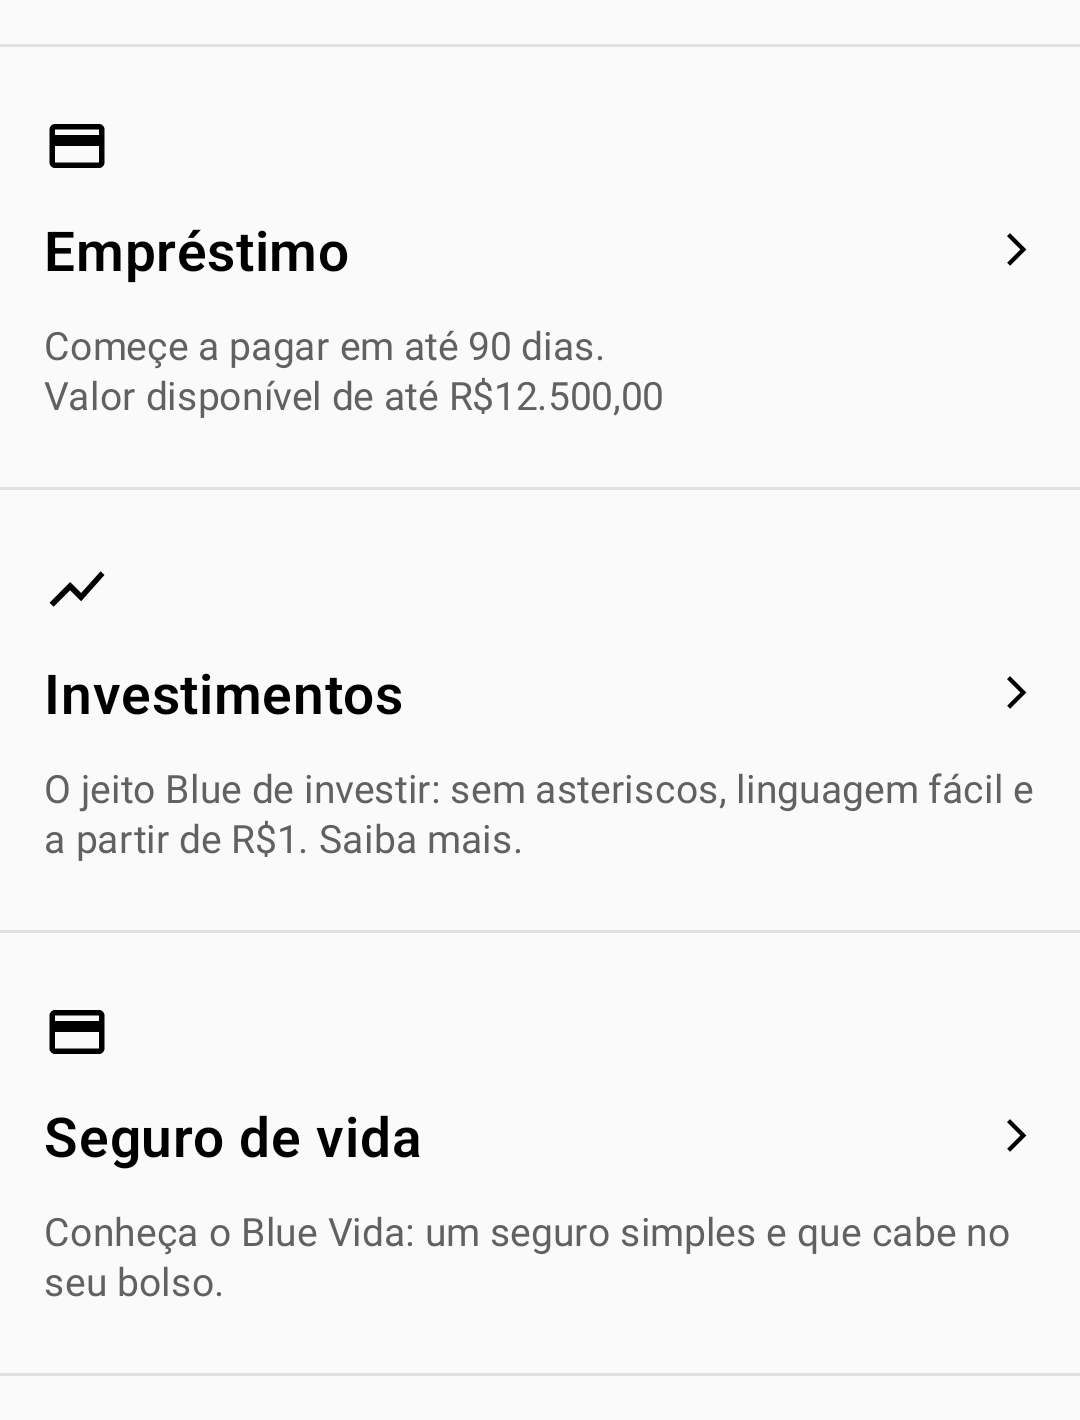 Empréstimo
Começe a pagar em até 90 dias.
Valor disponível de até R$12.500,00
Investimentos
O jeito Blue de investir: sem asteriscos, linguagem fácil e
a partir de R$1. Saiba mais.
Seguro de vida
Conheça o Blue Vida: um seguro simples e que cabe no
seu bolso.